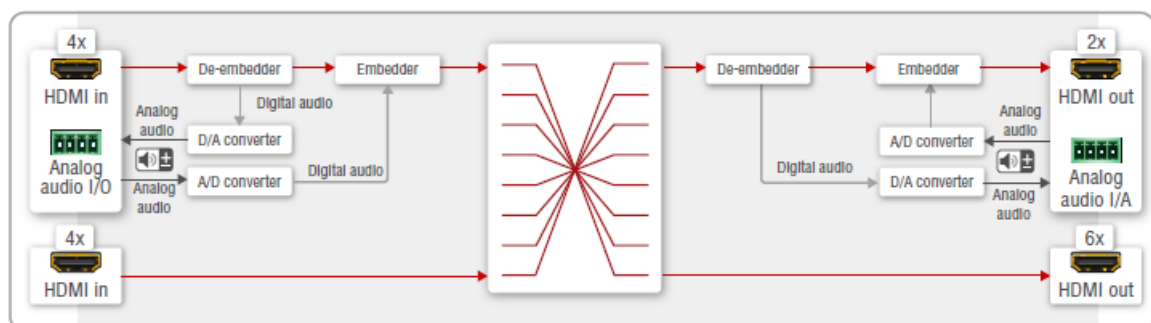 4x
HDMI in
De-embedder
Embedder
Digital audio
Analog
audio
D/A converter
Analog
audio I/O
A/D converter
Digital audio
Analog
audio
4x
HDMI in
De-embedder
Embedder
2x
HDMI out
Analog
audio
A/D converter
Digital audio
D/A converter
Analog
audio
Analog
audio I/A
6x
HDMI out